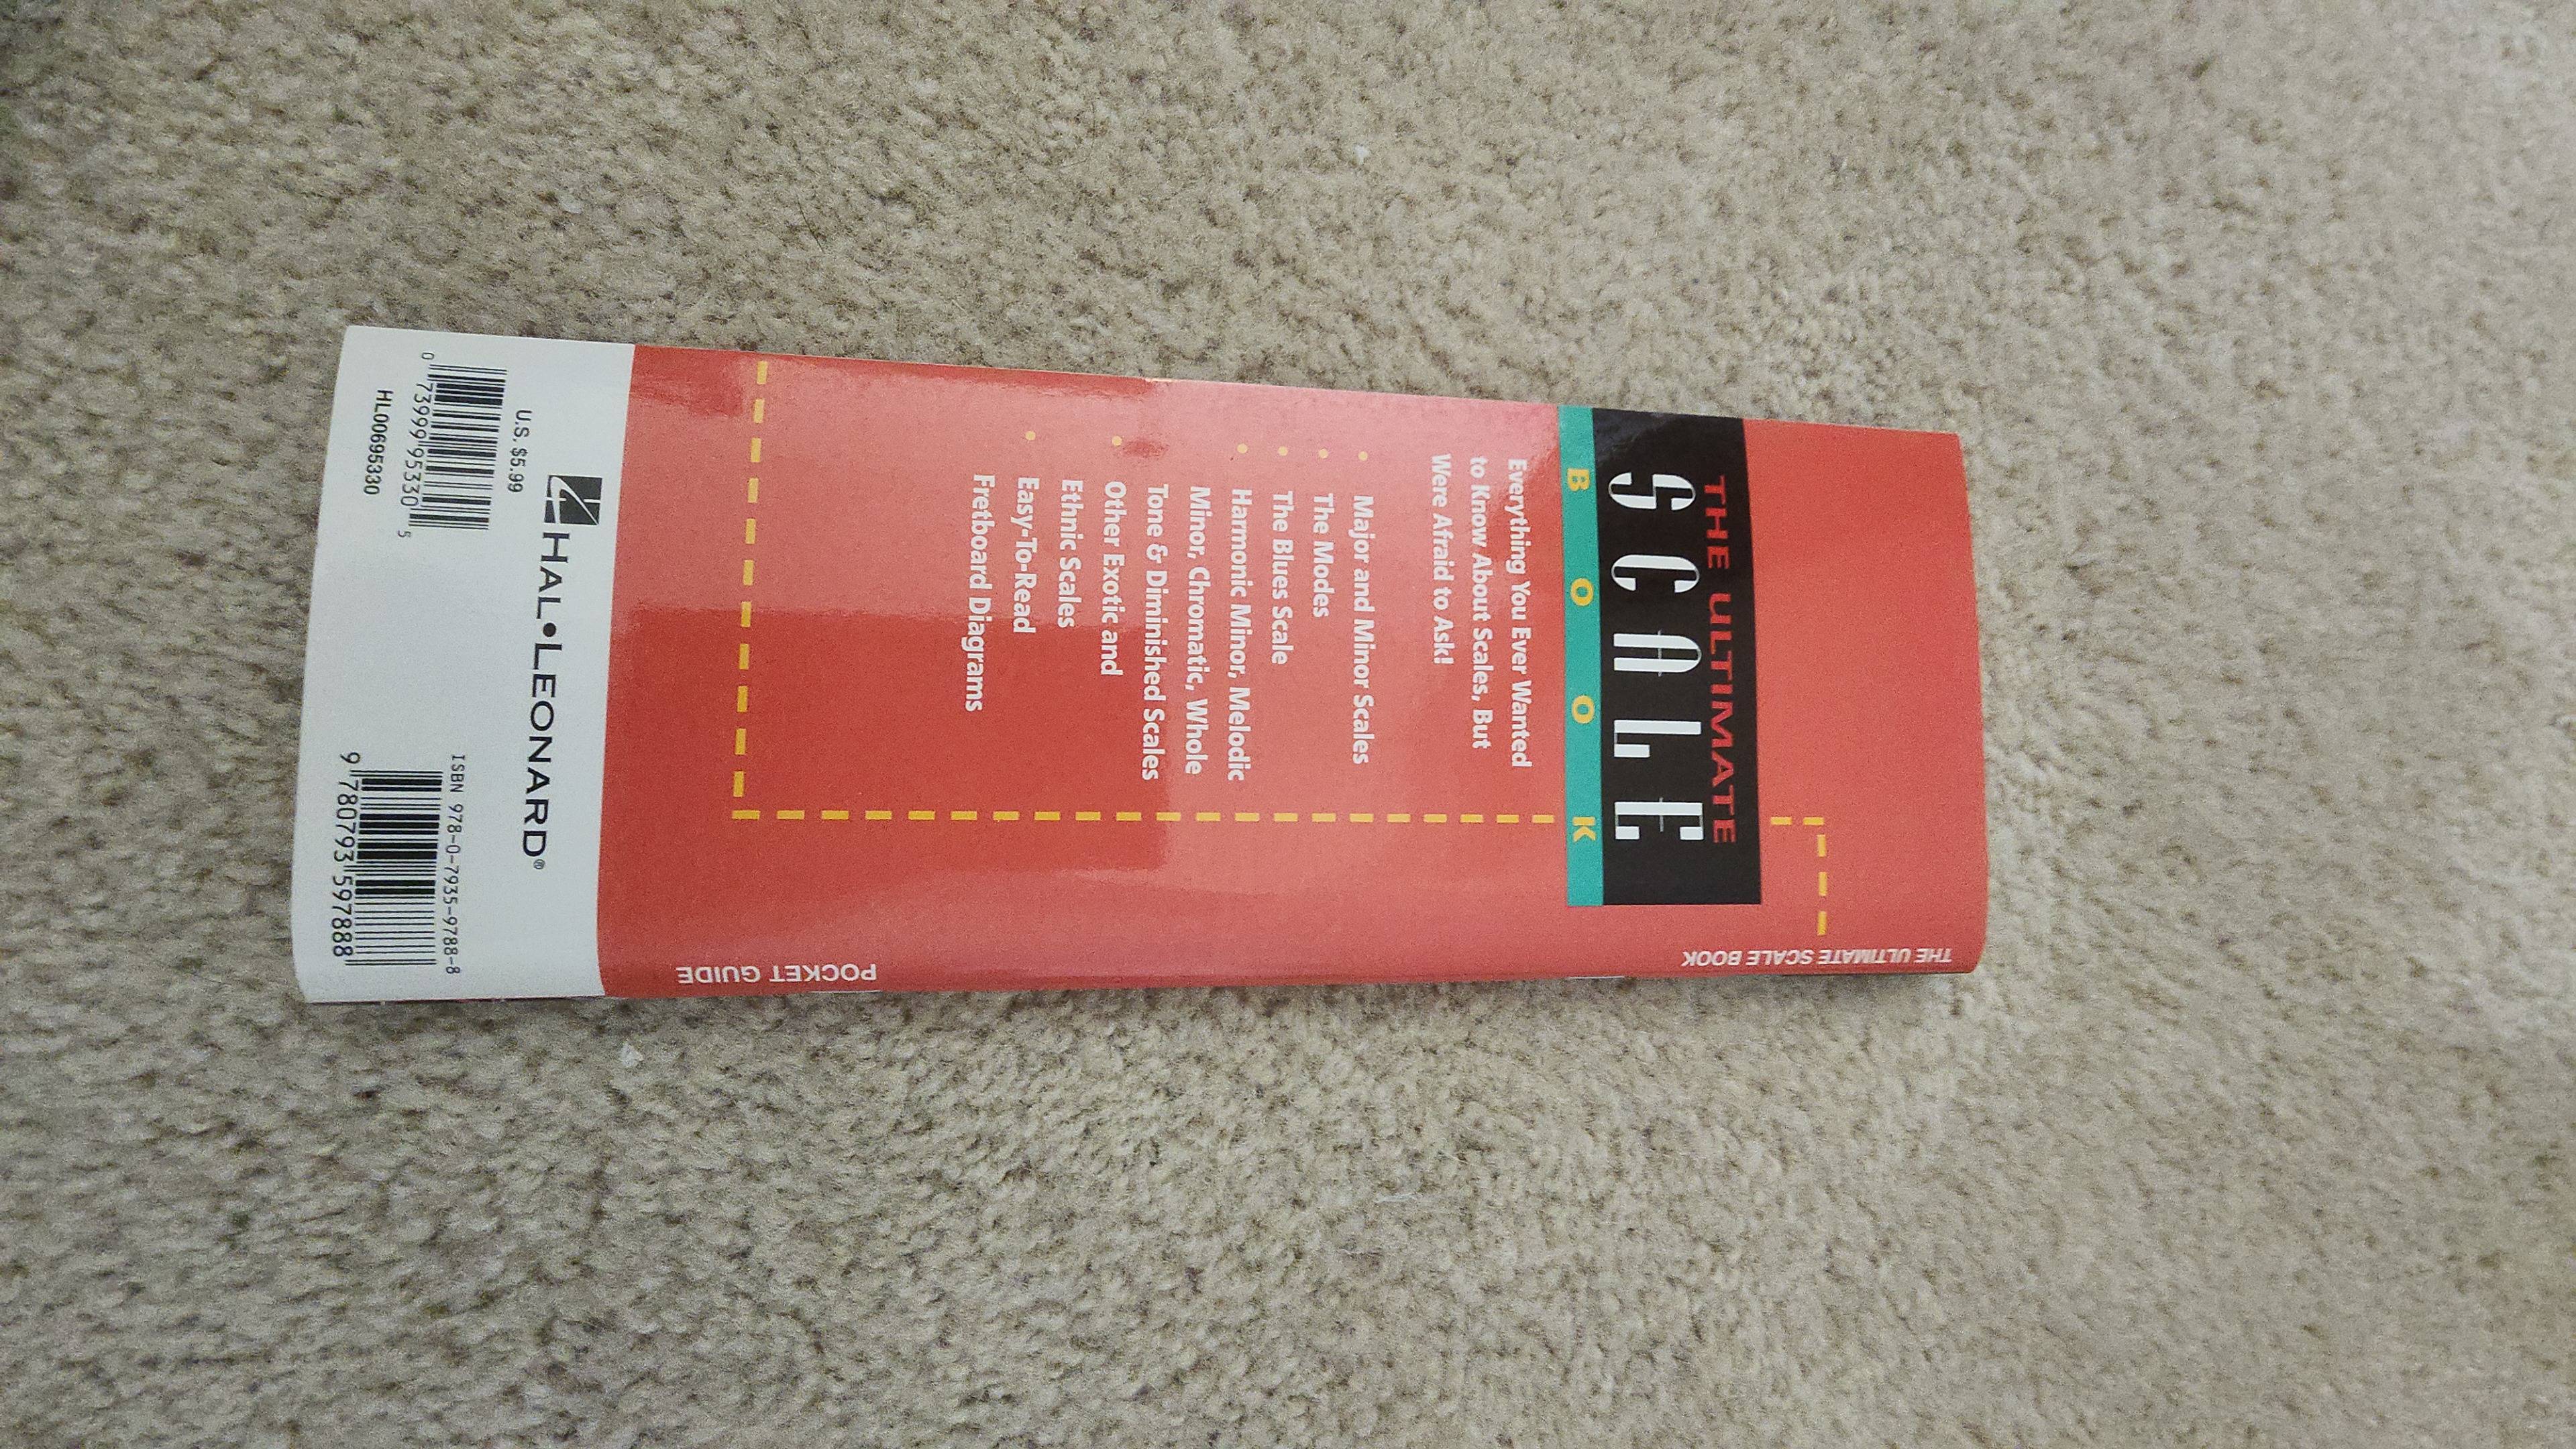 THE ULTIMATE
SCALE
BOOK
Everything You Ever Wanted
to Know About Scales, But
Were Afraid to Ask!
• Major and Minor Scales
• The Modes
• The Blues Scale
• Harmonic Minor, Melodic
Minor, Chromatic, Whole
Tone & Diminished Scales
• Other Exotic and
Ethnic Scales
• Easy-To-Read
Fretboard Diagrams
HAL•LEONARD®
U.S. $5.99
0 73999 95330 5
HL00695330
ISBN 978-0-7935-9788-8
9 780793 597888
THE ULTIMATE SCALE BOOK
POCKET GUIDE